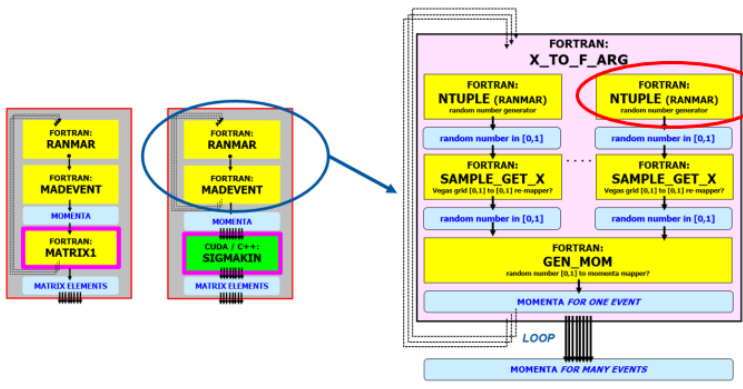 FORTRAN:
RANMAR
FORTRAN:
MADEVENT
MOMENTA
FORTRAN:
MATRIX1
MATRIX ELEMENTS
FORTRAN:
RANMAR
FORTRAN:
MADEVENT
MOMENTA
CUDA / C++:
SIGMAKIN
MATRIX ELEMENTS
FORTRAN:
X_TO_F_ARG
FORTRAN:
NTUPLE (RANMAR)
random number generator
random number in [0,1]
FORTRAN:
SAMPLE_GET_X
Vegas grid [0,1] to [0,1] re-mapper?
random number in [0,1]
. . . .
FORTRAN:
NTUPLE (RANMAR)
random number generator
random number in [0,1]
FORTRAN:
SAMPLE_GET_X
Vegas grid [0,1] to [0,1] re-mapper?
random number in [0,1]
FORTRAN:
GEN_MOM
random number [0,1] to momenta mapper?
MOMENTA FOR ONE EVENT
LOOP
MOMENTA FOR MANY EVENTS